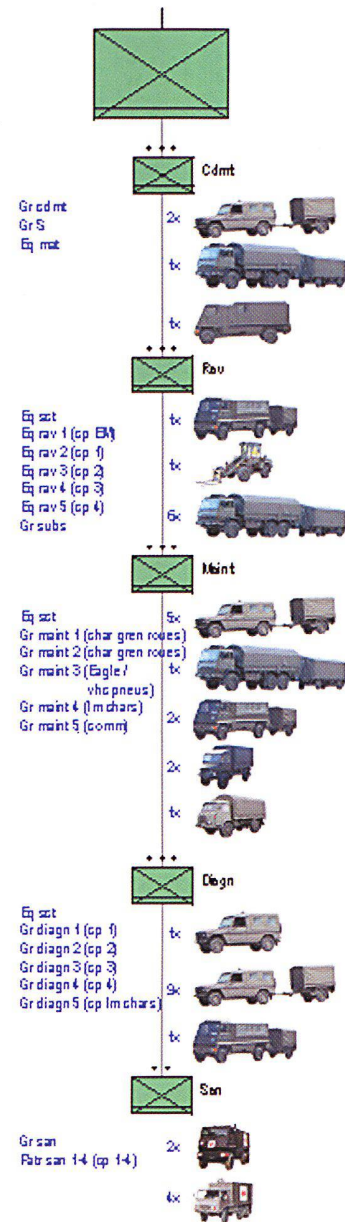 Cdmt
Gr cdmt
Gr S
Eq mat
2x
1x
1x
Rav
Eq sct
Eq rav 1 (cp EM)
Eq rav 2 (cp 1)
Eq rav 3 (cp 2)
Eq rav 4 (cp 3)
Eq rav 5 (cp 4)
Gr subs
1x
1x
6x
Maint
Eq sct
Gr maint 1 (char gren roues)
Gr maint 2 (char gren roues)
Gr maint 3 (Eagle /
vhc pneus)
Gr maint 4 (lm chars)
Gr maint 5 (comm)
5x
1x
2x
2x
1x
Diagn
Eq sct
Gr diagn 1 (cp 1)
Gr diagn 2 (cp 2)
Gr diagn 3 (cp 3)
Gr diagn 4 (cp 4)
Gr diagn 5 (cp lm chars)
1x
9x
1x
San
Gr san
Patr san 1-4 (cp 1-4)
2x
4x